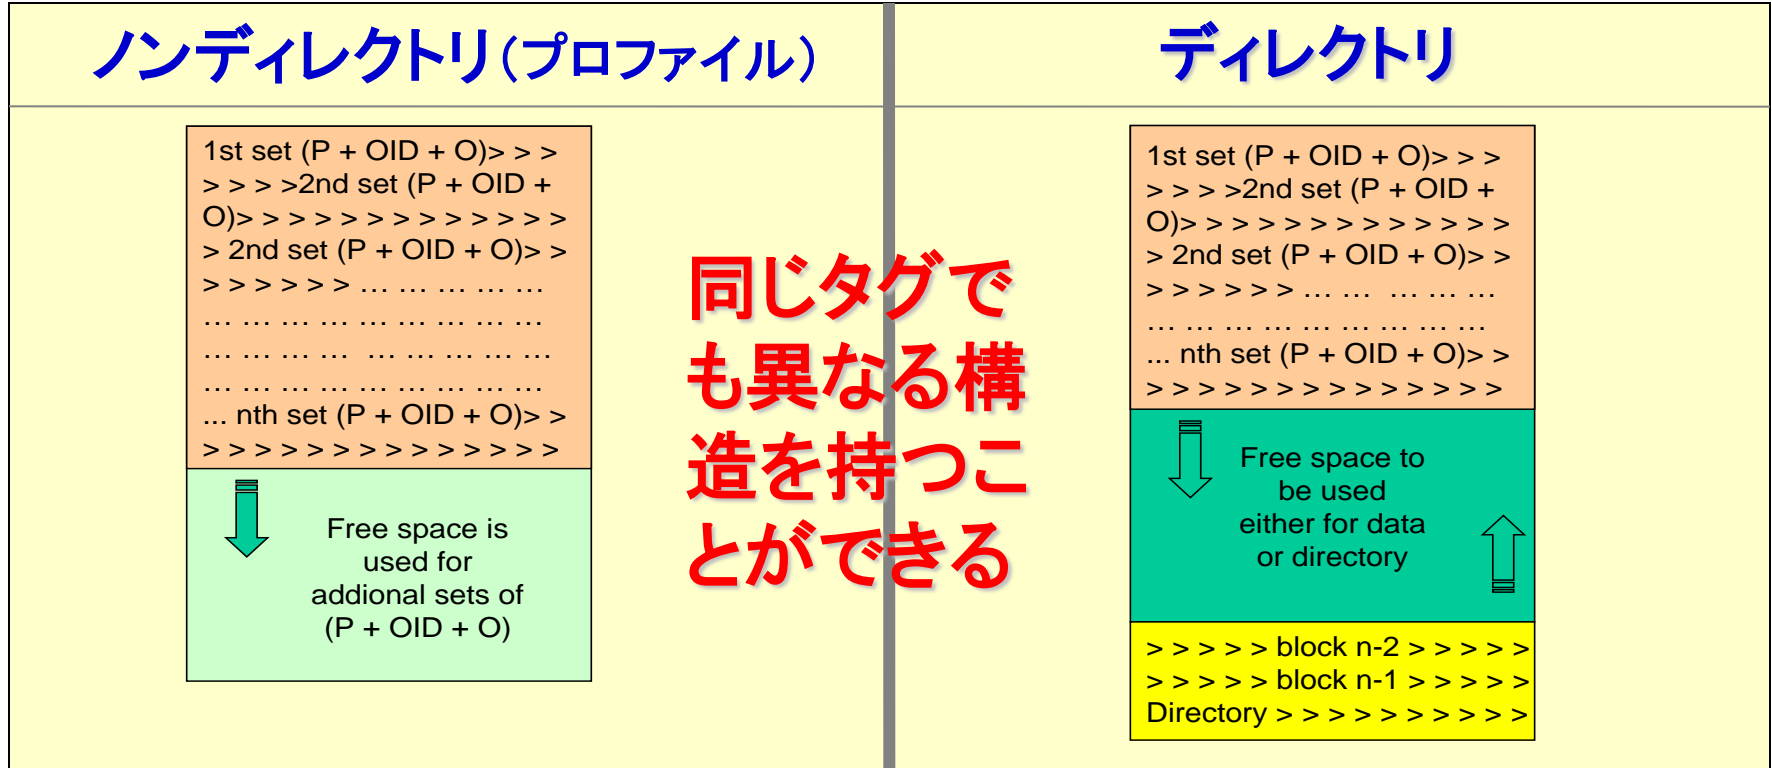 ノンディレクトリ(プロファイル)
1st set (P + OID + O)> > >
> > > >2nd set (P + OID +
O)> > > > > > > > > > > > >
> 2nd set (P + OID + O)> >
> > > > > > … … … … …
… … … … … … … … …
… … … … … … … … …
… … … … … … … … …
... nth set (P + OID + O)> >
> > > > > > > > > > > > > >
Free space is
used for
addional sets of
(P + OID + O)
同じタグで
も異なる構
造を持つこ
とができる
ディレクトリ
1st set (P + OID + O)> > >
> > > >2nd set (P + OID +
O)> > > > > > > > > > > > >
> 2nd set (P + OID + O)> >
> > > > > > … … … … …
… … … … … … … … …
... nth set (P + OID + O)> >
> > > > > > > > > > > > > >
Free space to
be used
either for data
or directory
> > > > > block n-2 > > > > >
> > > > > block n-1 > > > > >
Directory > > > > > > > > > >